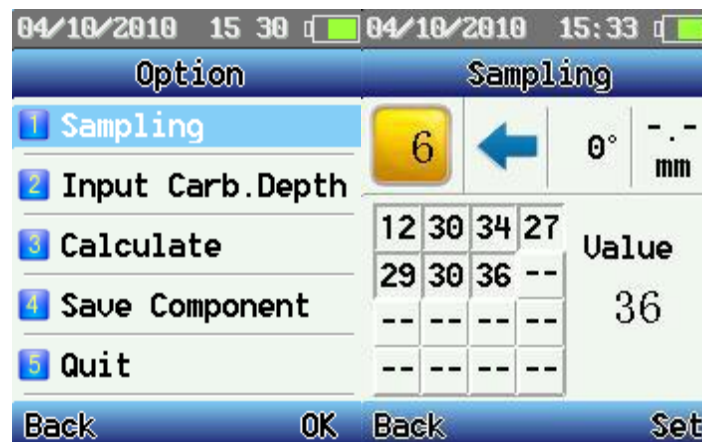 04/10/2010 15 30
Option
1 Sampling
2 Input Carb.Depth
3 Calculate
4 Save Component
5 Quit
Back OK
04/10/2010 15:33
Sampling
6 0° -.- mm
12 30 34 27
29 30 36 --
-- -- -- --
-- -- -- --
Value
36
Back Set